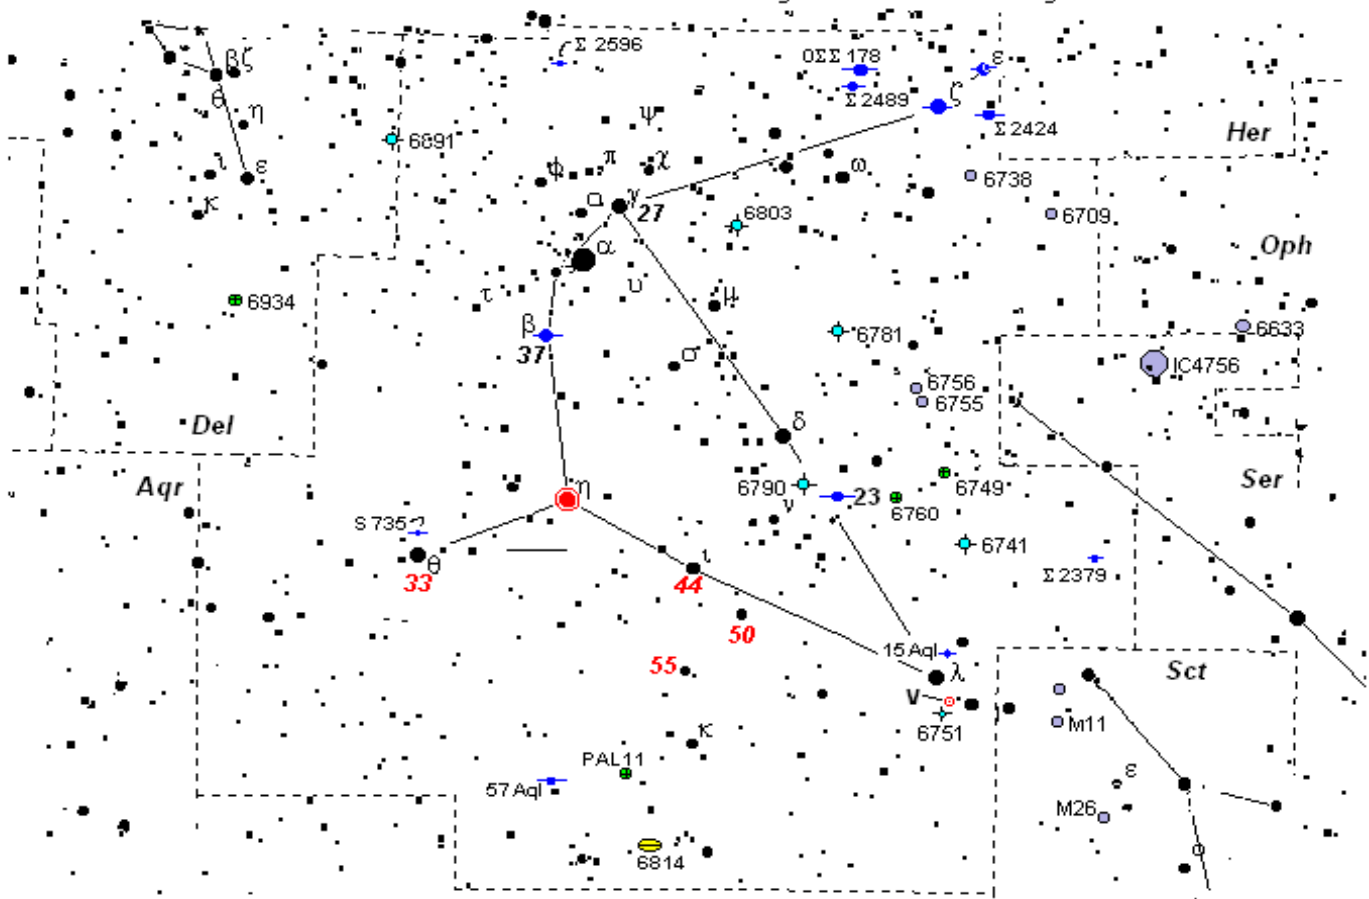 Σ 2596
OΣΣ 178
ε
βζ
Σ 2489
ζ
θ
η
ψ
Σ 2424
Her
6891
ι
ε
φ
π
χ
ω
6738
κ
α
γ
27
6803
6709
α
Oph
τ
υ
μ
6934
β
37
6781
6633
σ
IC4756
6756
6755
Del
δ
Aqr
η
6790
23
6749
Ser
ν
6760
S 735
6741
θ
ι
Σ 2379
33
44
50
15 Aql
55
λ
Sct
V
6751
M11
κ
PAL11
57 Aql
ε
M26
6814